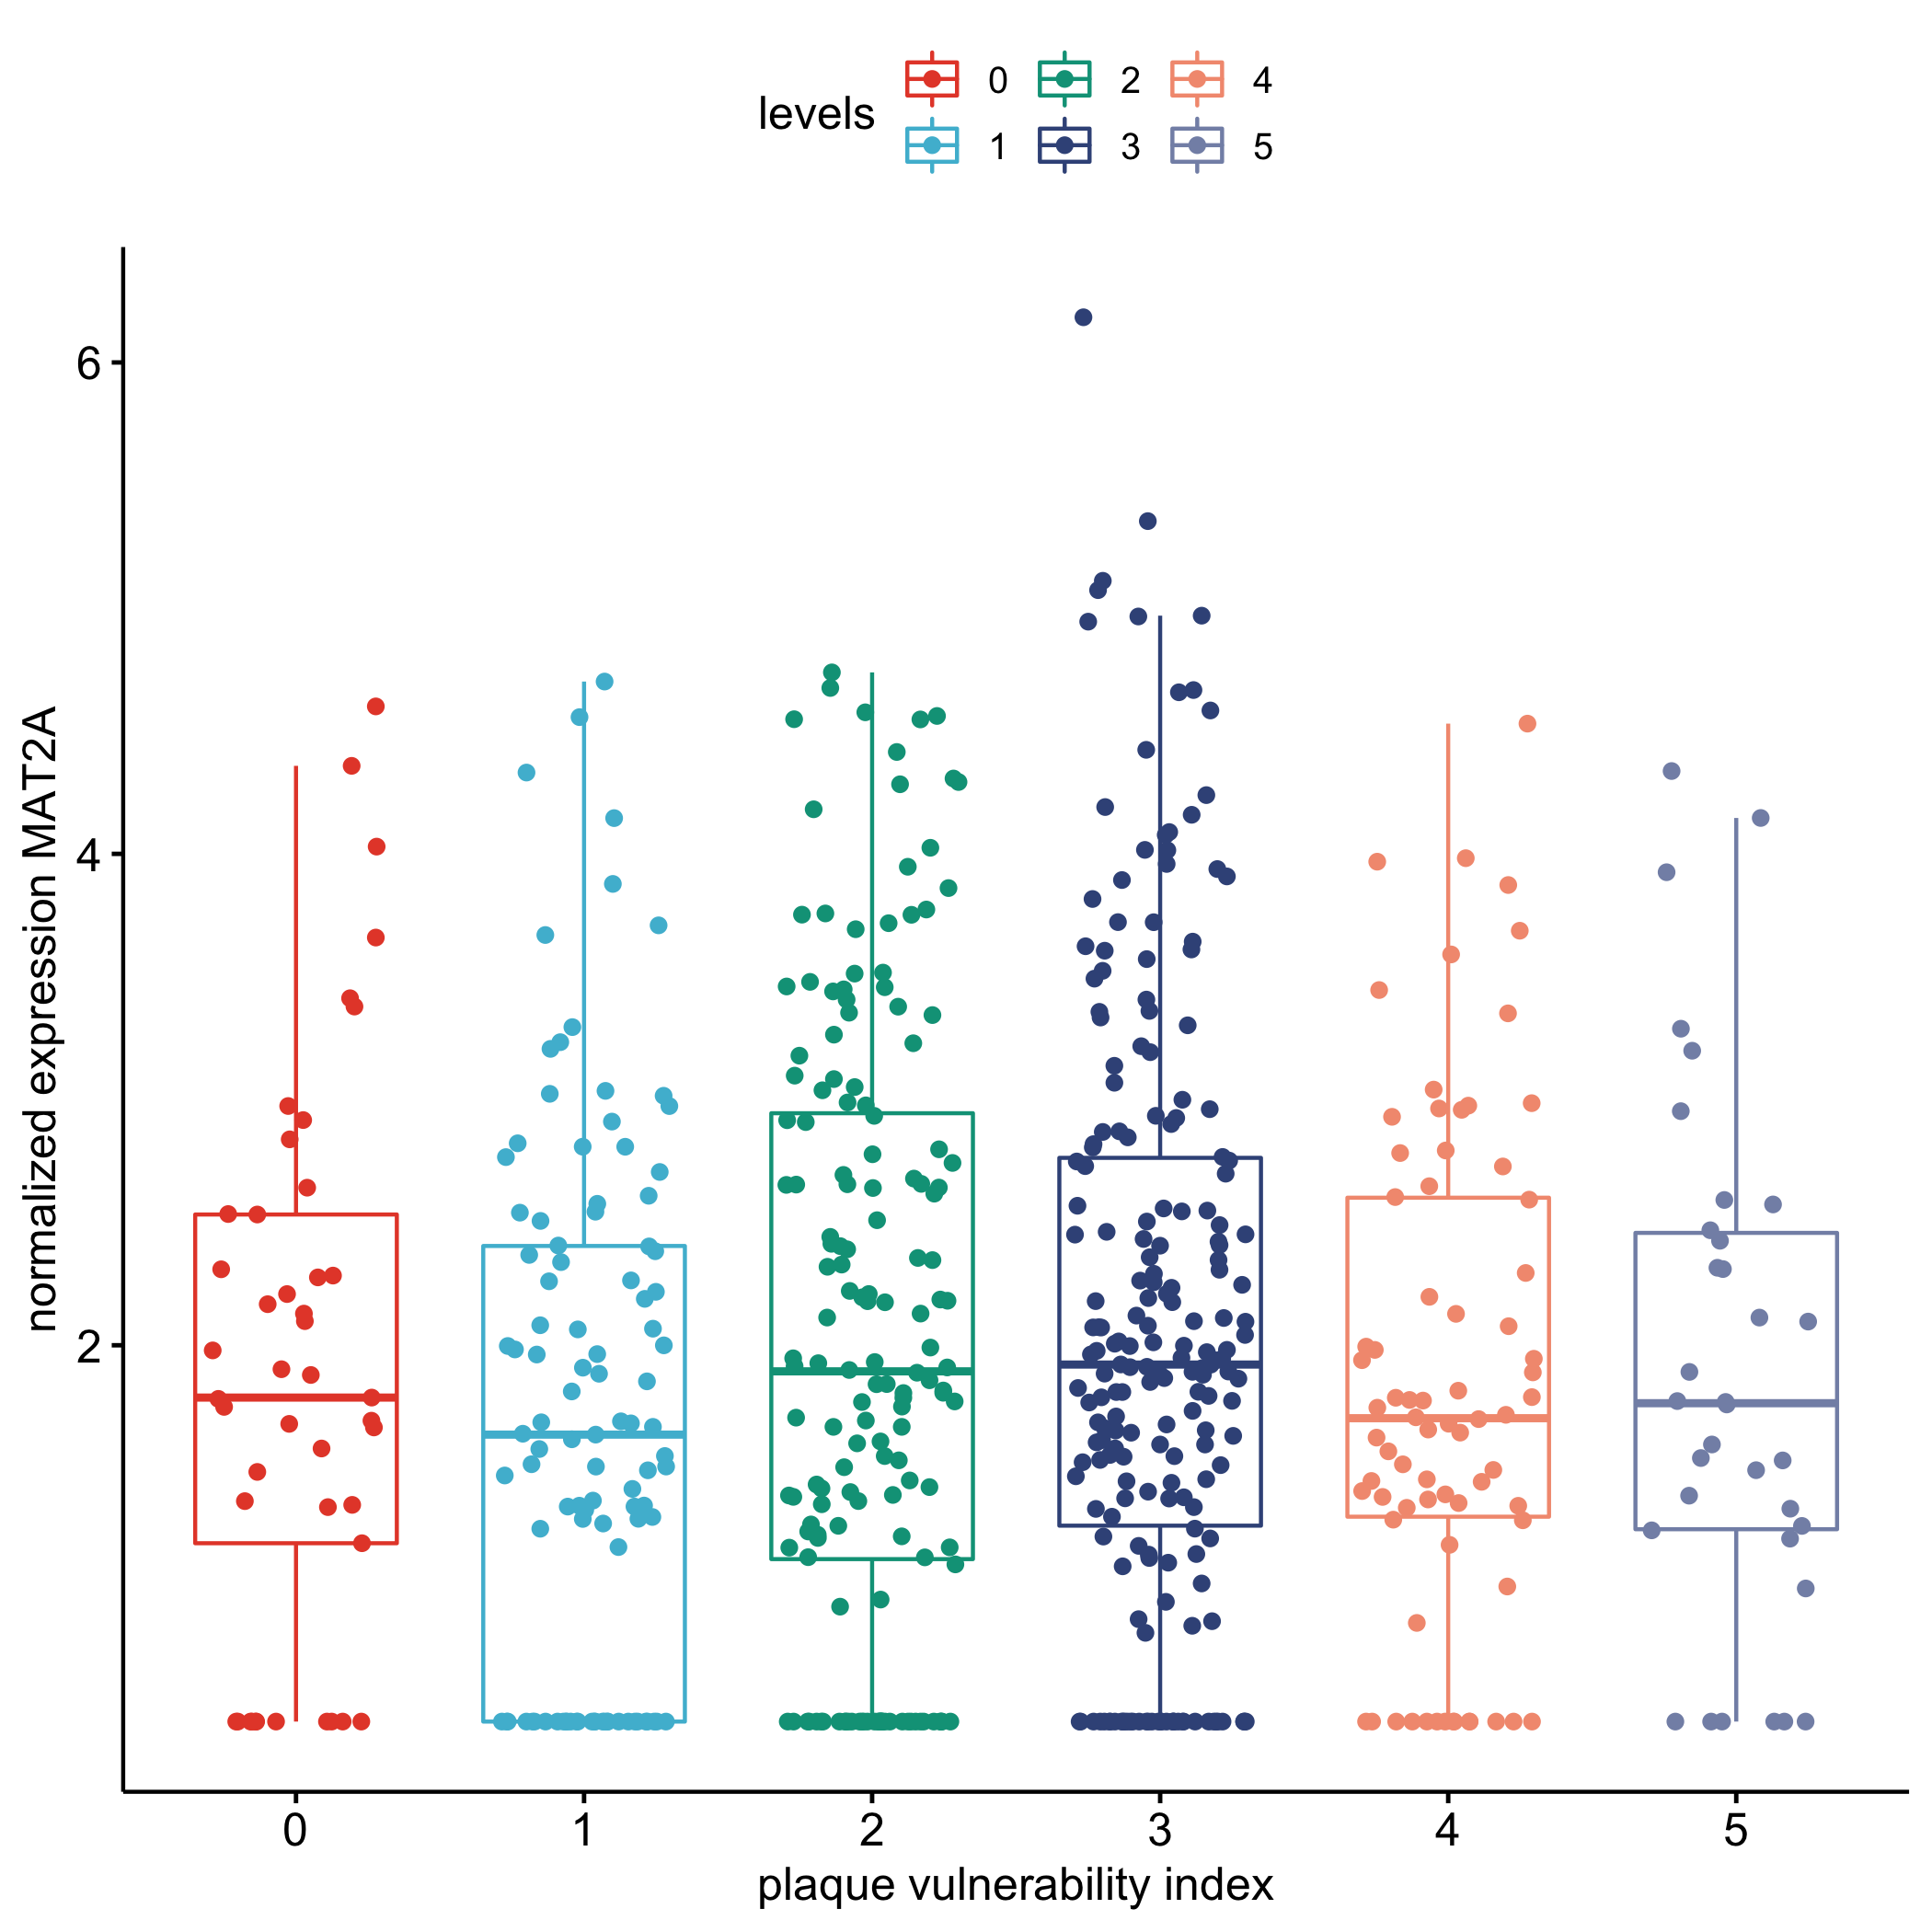 levels
0 2 4
1 3 5
normalized expression MAT2A
6
4
2
0 1 2 3 4 5
plaque vulnerability index